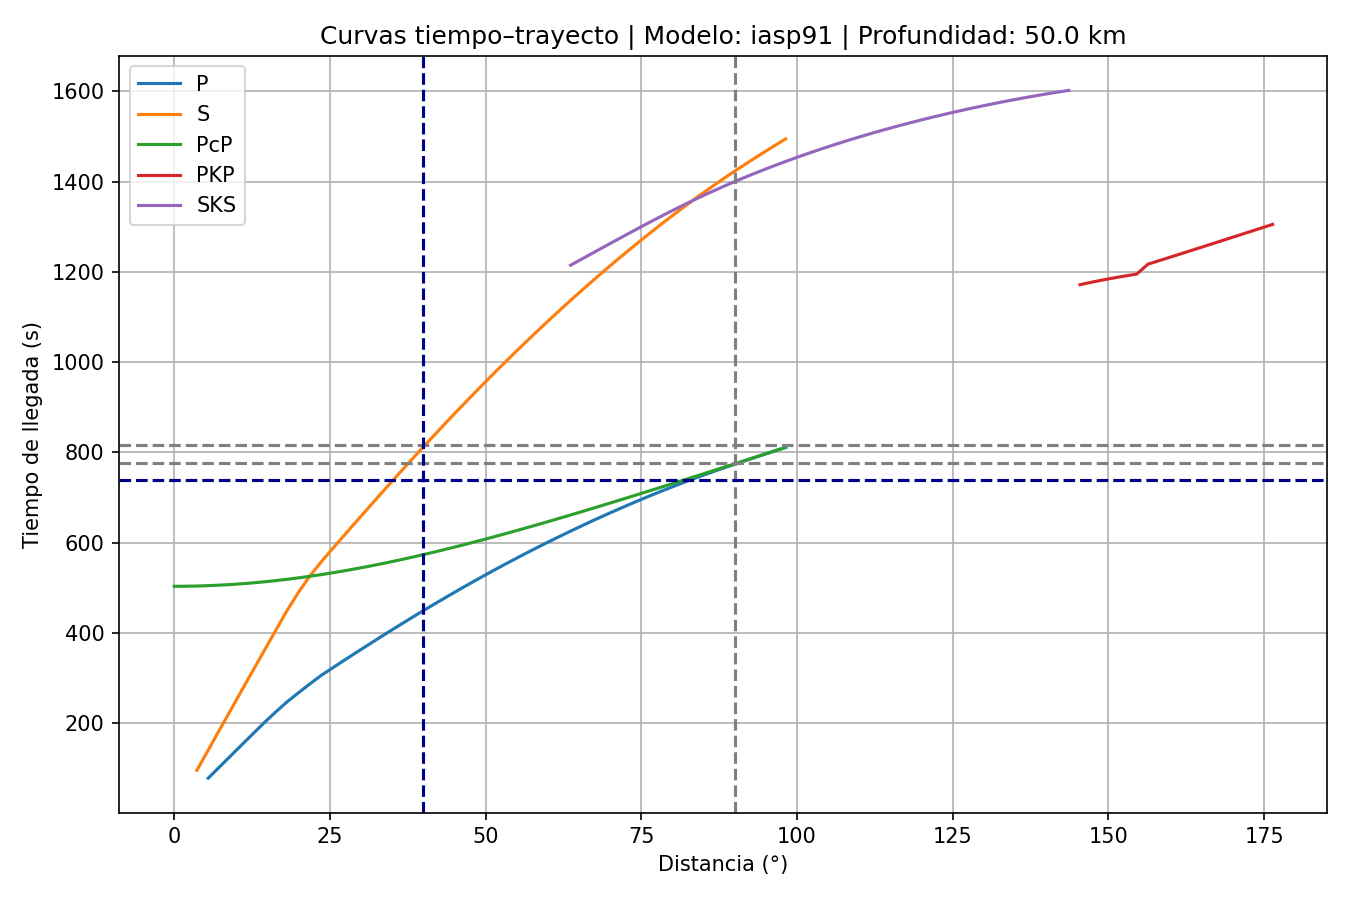 Curvas tiempo–trayecto | Modelo: iasp91 | Profundidad: 50.0 km
P
S
PcP
PKP
SKS
Tiempo de llegada (s)
1600
1400
1200
1000
800
600
400
200
0 25 50 75 100 125 150 175
Distancia (°)